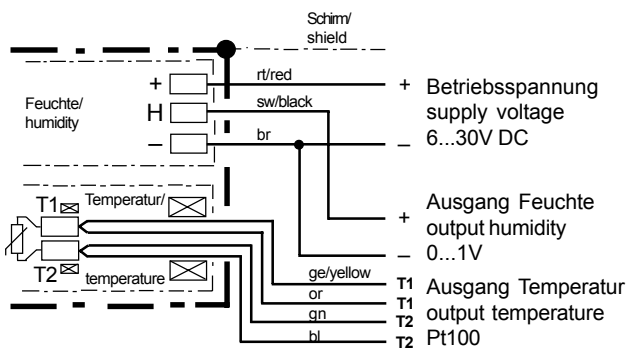 Schirm/
shield
+ rt/red + Betriebsspannung
Feuchte/
humidity
H sw/black supply voltage
– br – 6...30V DC
Ausgang Feuchte
+ output humidity
– 0...1V
T1 Temperatur/
T2 temperature
ge/yellow T1 Ausgang Temperatur
or T1 output temperature
gn T2
bl T2 Pt100